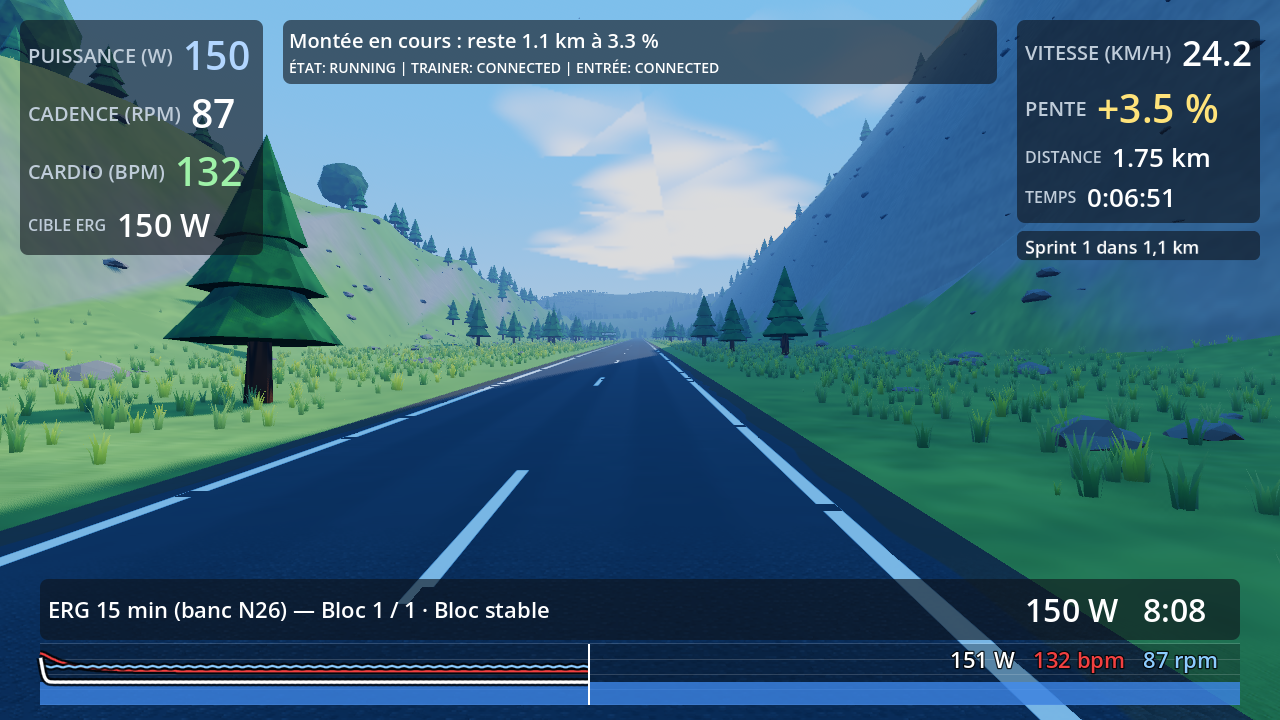 PUISSANCE (W) 150
CADENCE (RPM) 87
CARDIO (BPM) 132
CIBLE ERG 150 W
Montée en cours : reste 1.1 km à 3.3 %
ÉTAT: RUNNING | TRAINER: CONNECTED | ENTRÉE: CONNECTED
VITESSE (KM/H) 24.2
PENTE +3.5 %
DISTANCE 1.75 km
TEMPS 0:06:51
Sprint 1 dans 1,1 km
ERG 15 min (banc N26) — Bloc 1 / 1 · Bloc stable 150 W 8:08
151 W 132 bpm 87 rpm